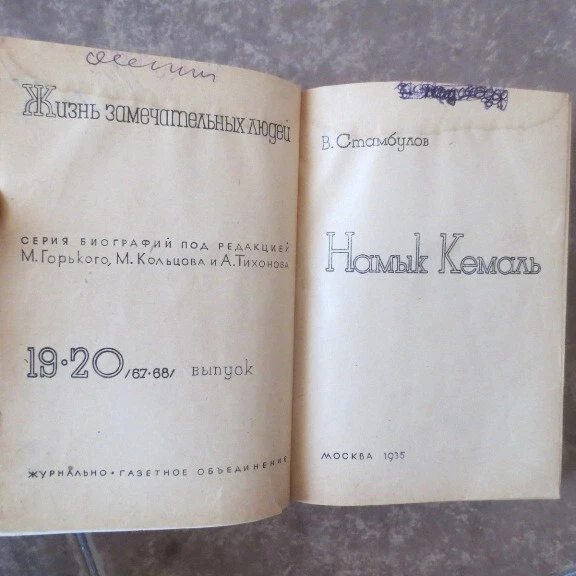 Жизнь замечательных людей
СЕРИЯ БИОГРАФИЙ ПОД РЕДАКЦИЕЙ
М. Горького, М. Кольцова и А. Тихонова
19·20 /67·68/ выпуск
ЖУРНАЛЬНО·ГАЗЕТНОЕ ОБЪЕДИНЕНИЕ
В. Стамбулов
Намык Кемаль
МОСКВА 1935